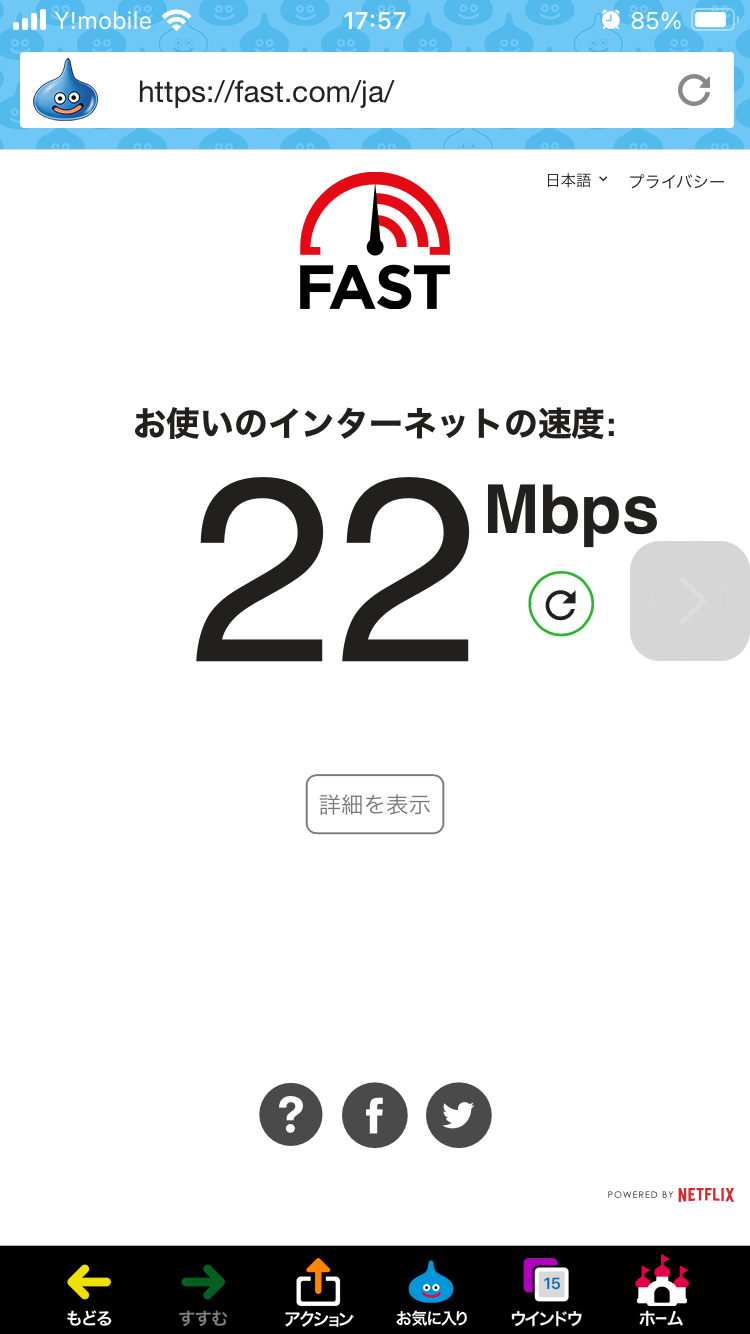 Y!mobile 17:57 85%
https://fast.com/ja/
日本語 プライバシー
FAST
お使いのインターネットの速度:
22 Mbps
詳細を表示
?
f
POWERED BY NETFLIX
15
もどる すすむ アクション お気に入り ウインドウ ホーム